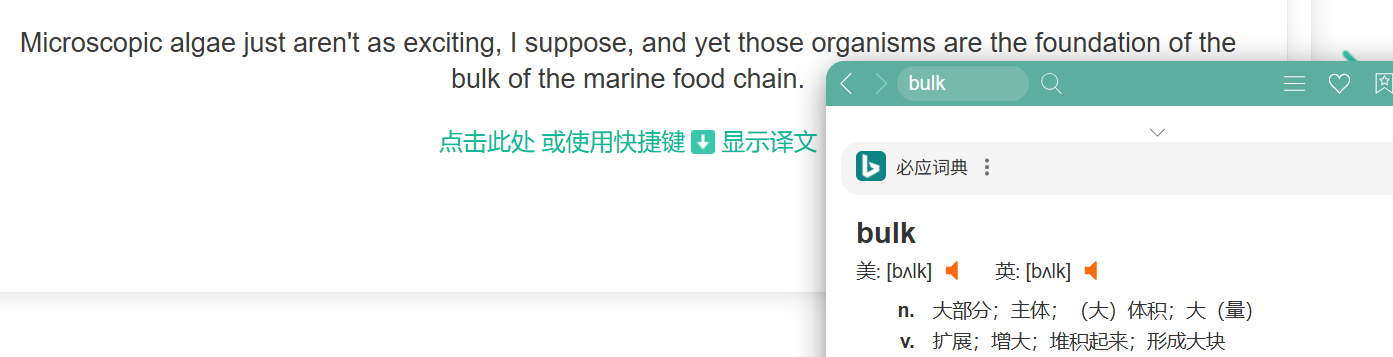 Microscopic algae just aren't as exciting, I suppose, and yet those organisms are the foundation of the
bulk of the marine food chain.
点击此处 或使用快捷键 ⬇ 显示译文
bulk
必应词典
bulk
美: [bʌlk] 英: [bʌlk]
n. 大部分；主体；（大）体积；大（量）
v. 扩展；增大；堆积起来；形成大块